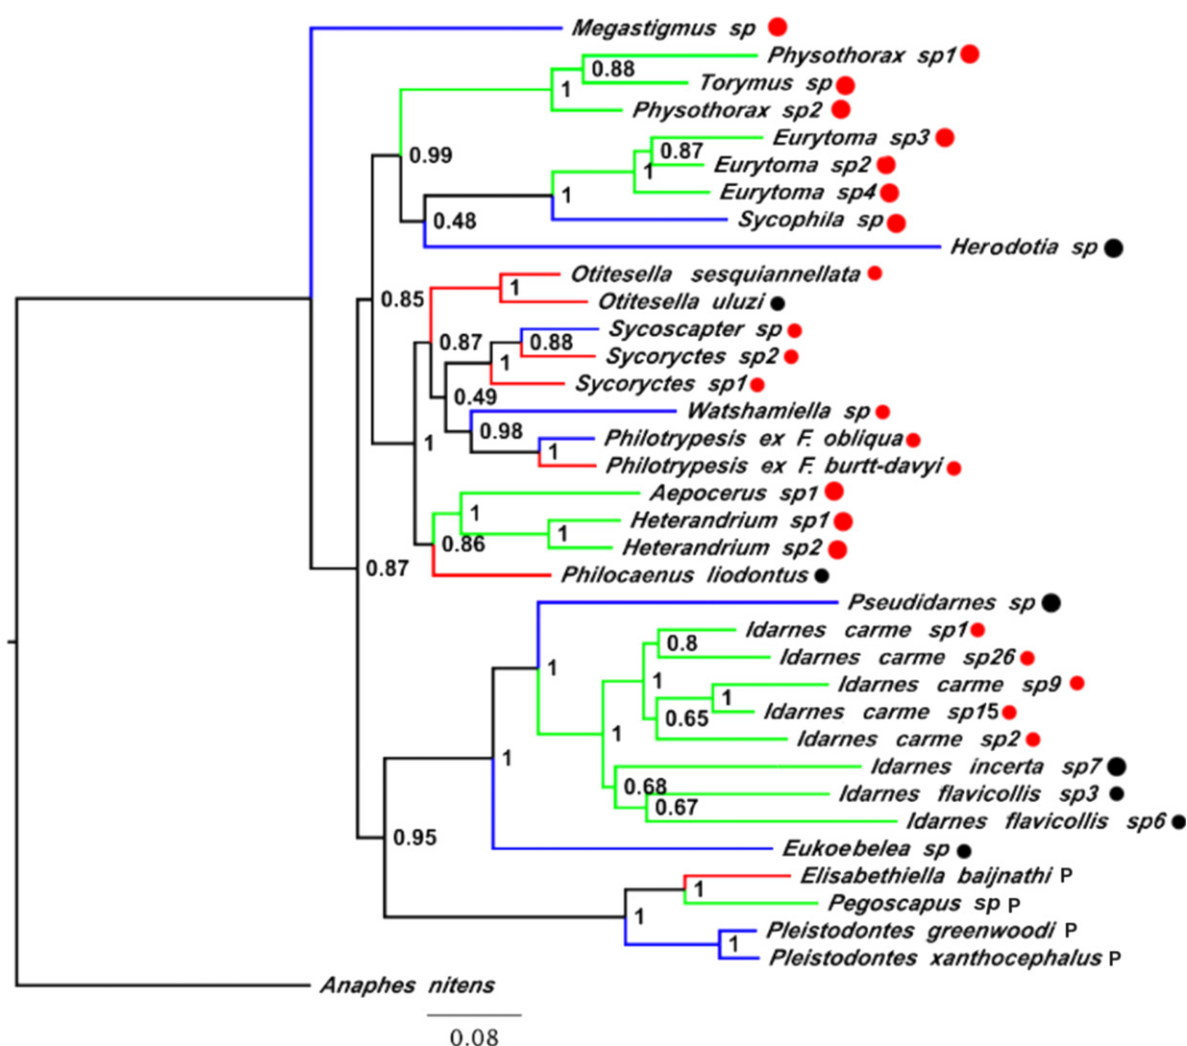 Megastigmus sp
Physothorax sp1
0.88
Torymus sp
1
Physothorax sp2
Eurytoma sp3
0.87
0.99
Eurytoma sp2
1
Eurytoma sp4
1
Sycophila sp
0.48
Herodotia sp
Otitesella sesquiannellata
1
0.85
Otitesella uluzi
Sycoscapter sp
0.87
0.88
Sycoryctes sp2
1
Sycoryctes sp1
0.49
Watshamiella sp
0.98
Philotrypesis ex F. obliqua
1
1
Philotrypesis ex F. burtt-davyi
Aepocerus sp1
1
Heterandrium sp1
1
0.86
Heterandrium sp2
0.87
Philocaenus liodontus
Pseudidarnes sp
Idarnes carme sp1
0.8
Idarnes carme sp26
1
1
Idarnes carme sp9
1
Idarnes carme sp15
0.65
1
Idarnes carme sp2
1
Idarnes incerta sp7
0.68
Idarnes flavicollis sp3
0.67
Idarnes flavicollis sp6
0.95
Eukoebelea sp
Elisabethiella baijnathi P
1
Pegoscapus sp P
1
Pleistodontes greenwoodi P
1
Pleistodontes xanthocephalus P
Anaphes nitens
0.08